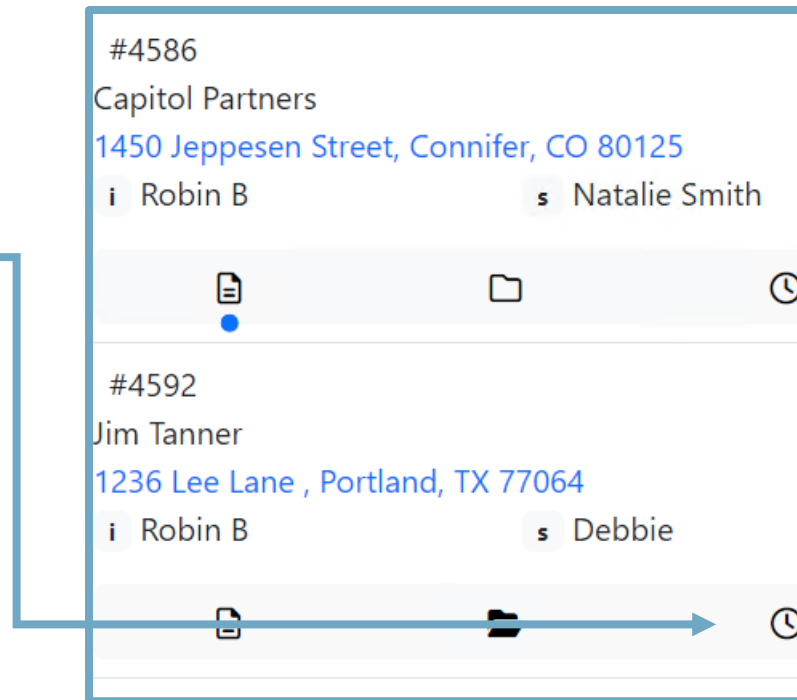 #4586
Capitol Partners
1450 Jeppesen Street, Connifer, CO 80125
i Robin B s Natalie Smith
#4592
Jim Tanner
1236 Lee Lane , Portland, TX 77064
i Robin B s Debbie